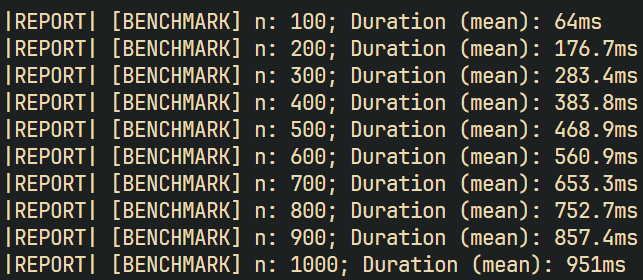 |REPORT| [BENCHMARK] n: 100; Duration (mean): 64ms
|REPORT| [BENCHMARK] n: 200; Duration (mean): 176.7ms
|REPORT| [BENCHMARK] n: 300; Duration (mean): 283.4ms
|REPORT| [BENCHMARK] n: 400; Duration (mean): 383.8ms
|REPORT| [BENCHMARK] n: 500; Duration (mean): 468.9ms
|REPORT| [BENCHMARK] n: 600; Duration (mean): 560.9ms
|REPORT| [BENCHMARK] n: 700; Duration (mean): 653.3ms
|REPORT| [BENCHMARK] n: 800; Duration (mean): 752.7ms
|REPORT| [BENCHMARK] n: 900; Duration (mean): 857.4ms
|REPORT| [BENCHMARK] n: 1000; Duration (mean): 951ms